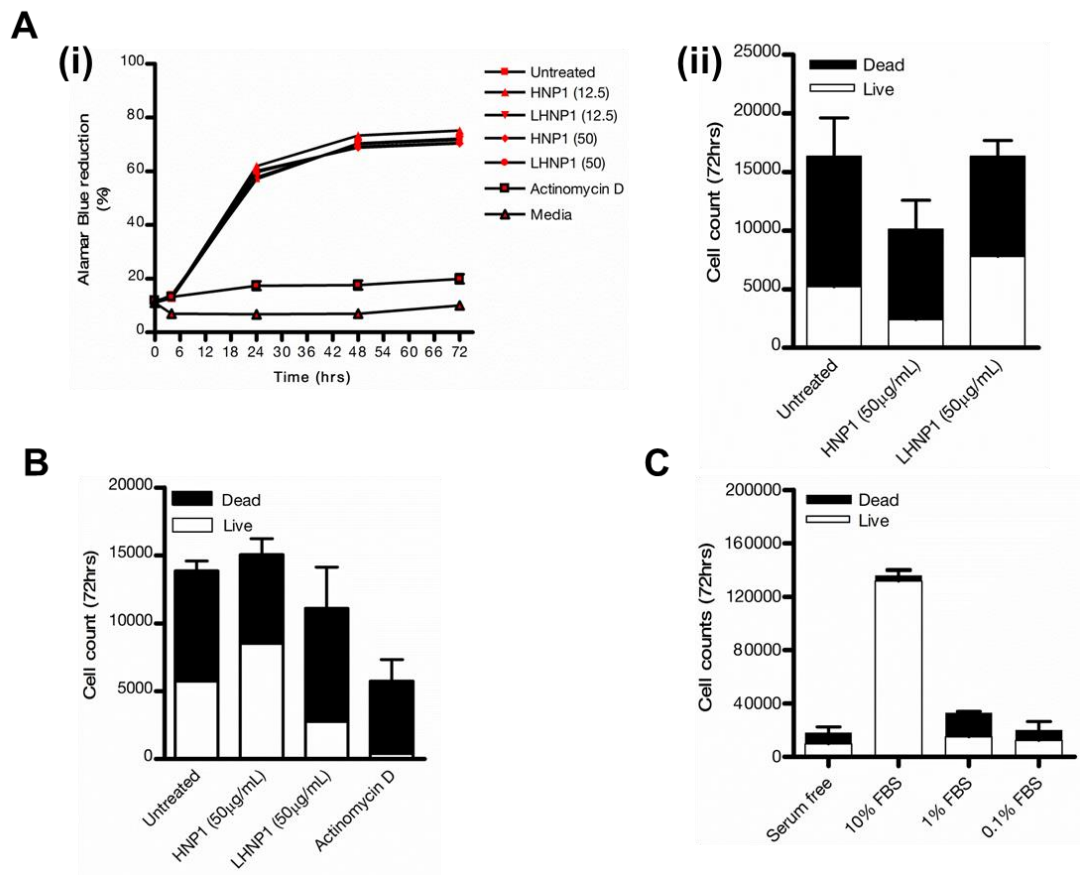 A
(i)
Alamar Blue reduction
(%)
100
80
60
40
20
0
0 6 12 18 24 30 36 42 48 54 60 66 72
Time (hrs)
Untreated
HNP1 (12.5)
LHNP1 (12.5)
HNP1 (50)
LHNP1 (50)
Actinomycin D
Media
(ii)
Cell count (72hrs)
25000
20000
15000
10000
5000
0
Dead
Live
Untreated
HNP1 (50µg/mL)
LHNP1 (50µg/mL)
B
Cell count (72hrs)
20000
15000
10000
5000
0
Dead
Live
Untreated
HNP1 (50µg/mL)
LHNP1 (50µg/mL)
Actinomycin D
C
Cell counts (72hrs)
200000
160000
120000
80000
40000
0
Dead
Live
Serum free
10% FBS
1% FBS
0.1% FBS